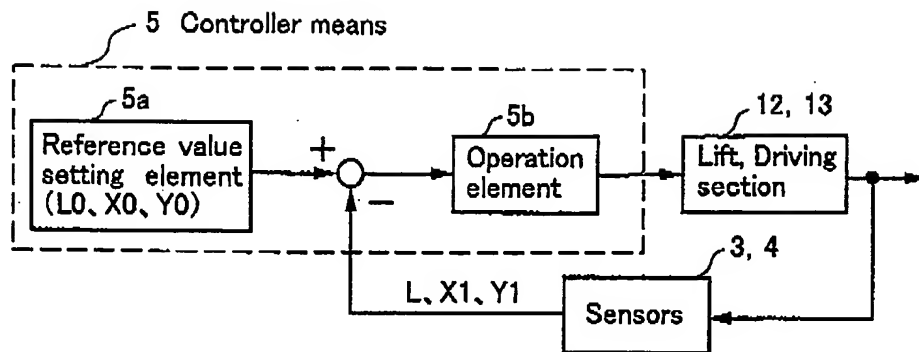 5 Controller means
5a
Reference value
setting element
(L0、X0、Y0)
+
−
5b
Operation
element
12, 13
Lift, Driving
section
3, 4
Sensors
L、X1、Y1